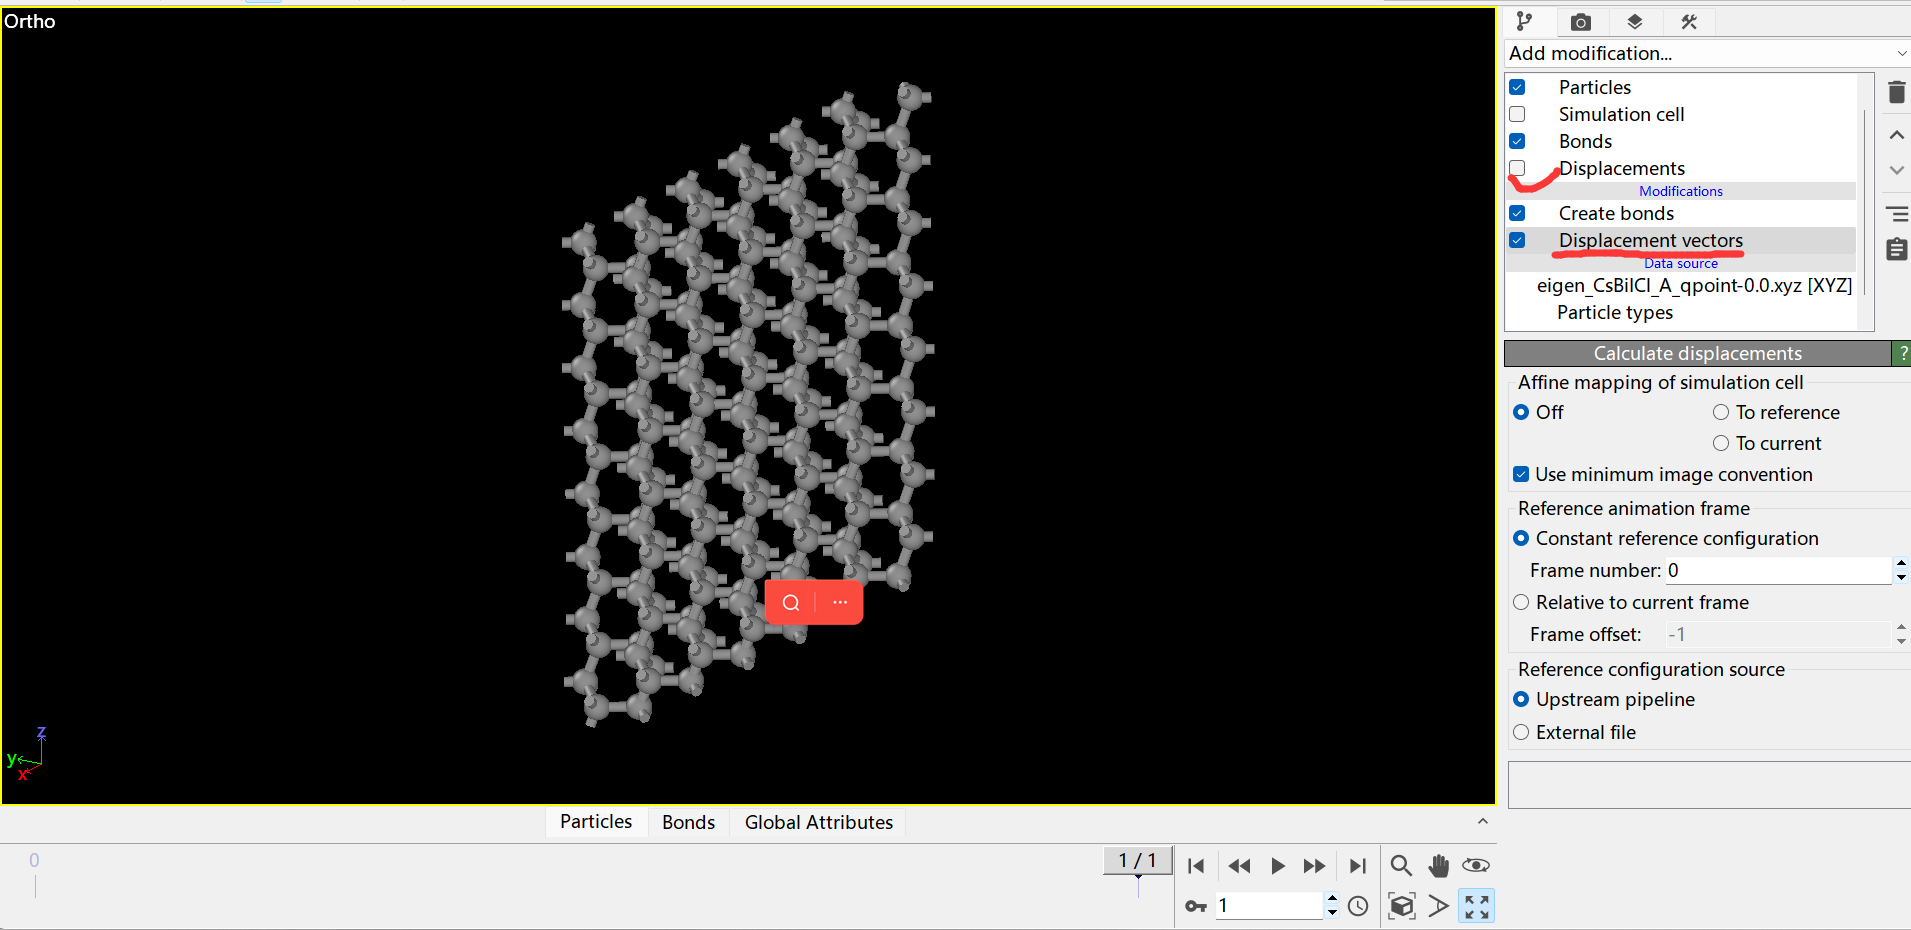 Ortho
Add modification...
Particles
Simulation cell
Bonds
Displacements
Modifications
Create bonds
Displacement vectors
Data source
eigen_CsBiICl_A_qpoint-0.0.xyz [XYZ]
Particle types
Calculate displacements ?
Affine mapping of simulation cell
Off To reference
To current
Use minimum image convention
Reference animation frame
Constant reference configuration
Frame number: 0
Relative to current frame
Frame offset: -1
Reference configuration source
Upstream pipeline
External file
z
y
x
Particles Bonds Global Attributes
0
1 / 1
1